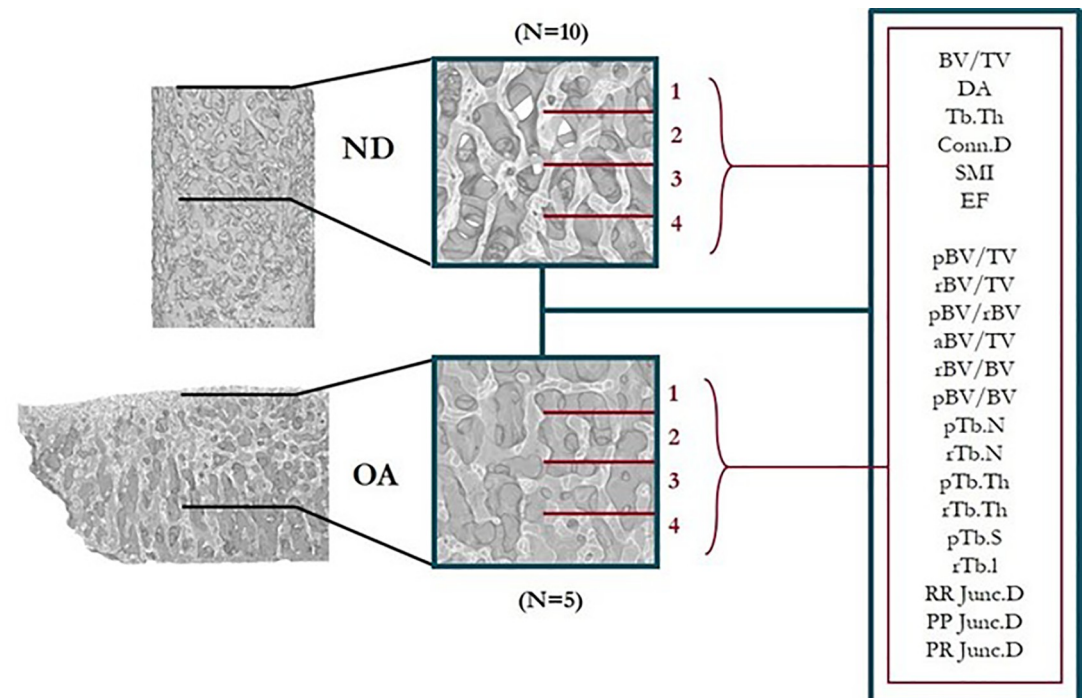 (N=10)
ND
1
2
3
4
OA
1
2
3
4
(N=5)
BV/TV
DA
Tb.Th
Conn.D
SMI
EF
pBV/TV
rBV/TV
pBV/rBV
aBV/TV
rBV/BV
pBV/BV
pTb.N
rTb.N
pTb.Th
rTb.Th
pTb.S
rTb.l
RR Junc.D
PP Junc.D
PR Junc.D